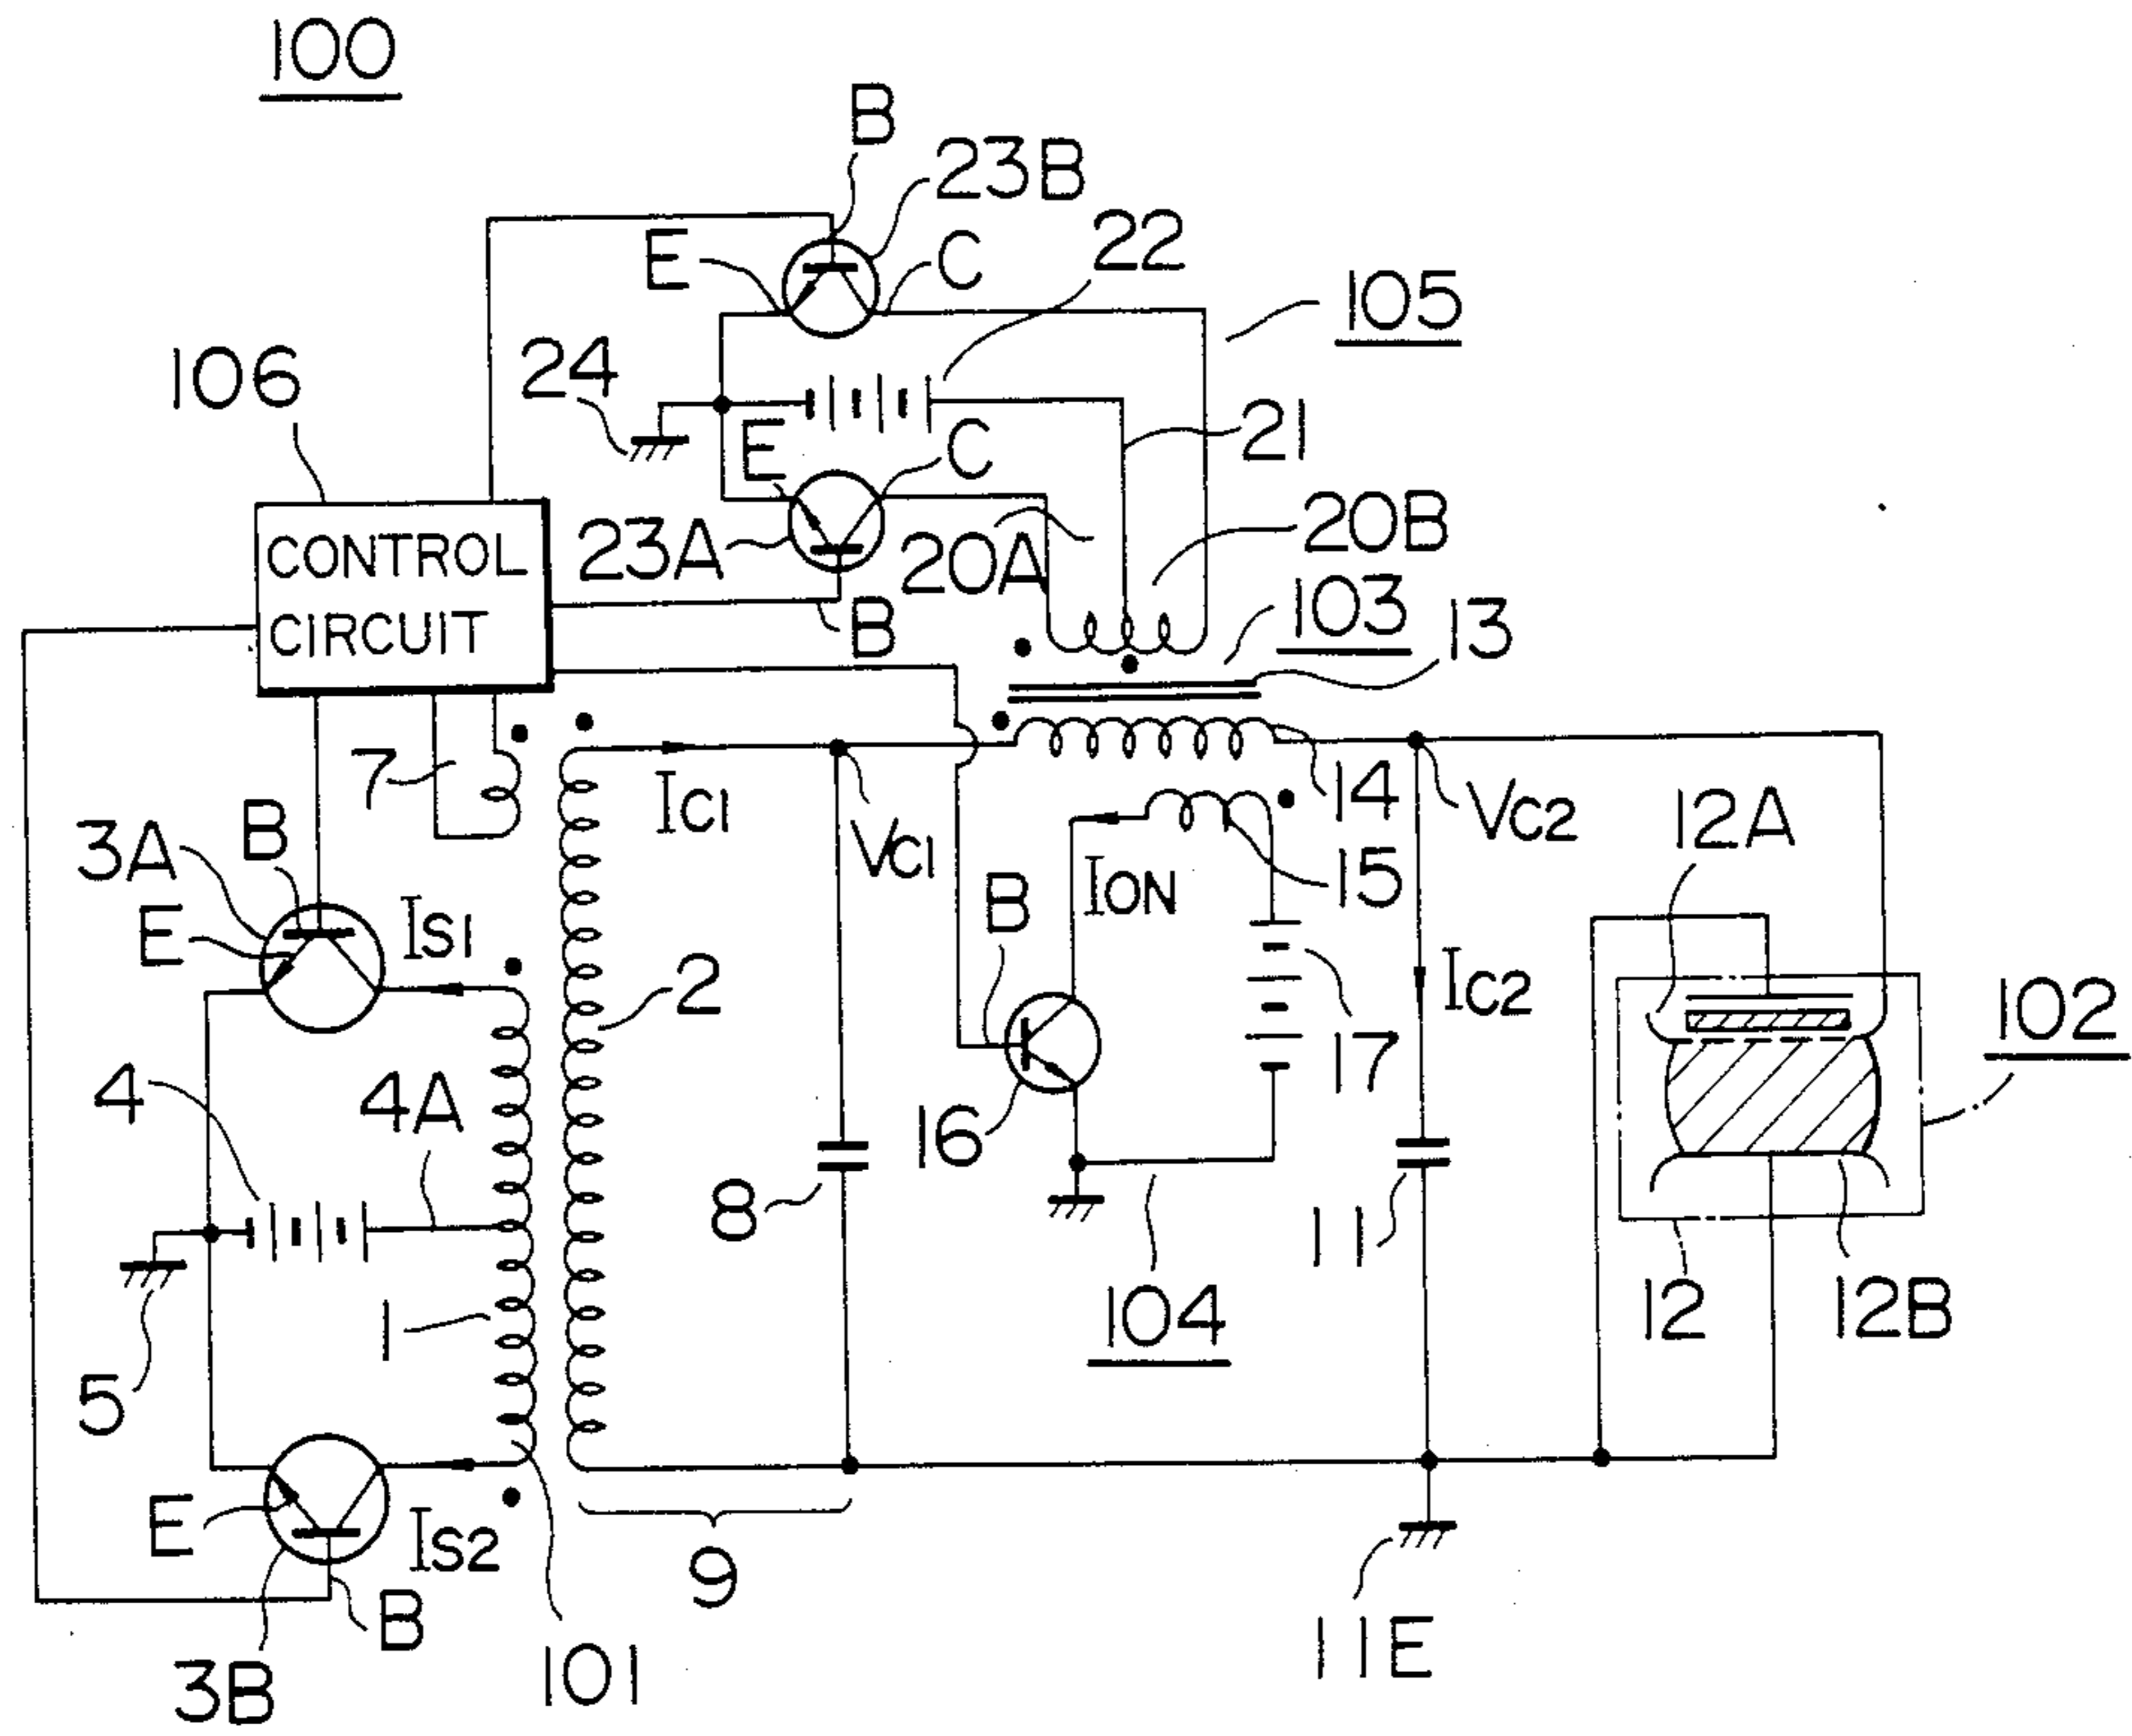 100
B
23B
E
C
22
105
24
106
21
E
C
20B
23A
20A
CONTROL
CIRCUIT
B
103
13
7
IC1
VC1
14
VC2
12A
3A
B
E
IS1
B
ION
15
2
IC2
102
4
4A
16
17
8
11
1
104
12
12B
5
E
IS2
9
B
101
11E
3B